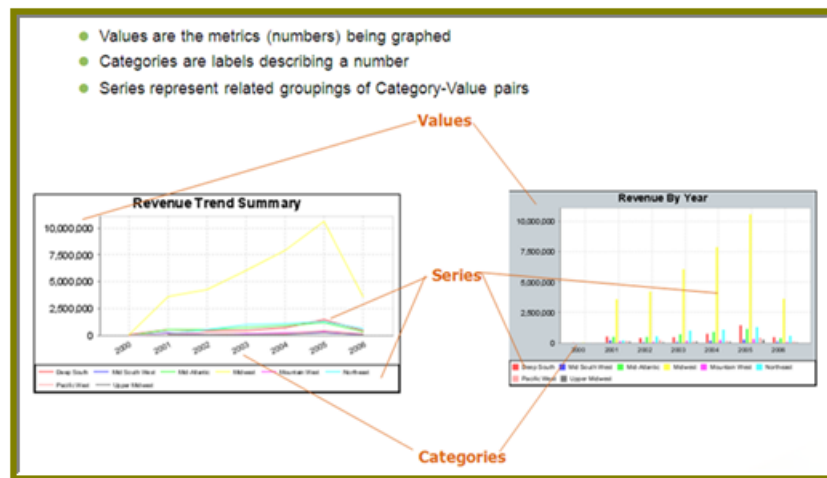 Values are the metrics (numbers) being graphed
Categories are labels describing a number
Series represent related groupings of Category-Value pairs
Values
Revenue Trend Summary
10,000,000
7,500,000
5,000,000
2,500,000
0
2000 2001 2002 2003 2004 2005 2006
Deep South Mid South West Mid-Atlantic Midwest Mountain West Northeast
Pacific West Upper Midwest
Series
Revenue By Year
10,000,000
7,500,000
5,000,000
2,500,000
0
2000 2001 2002 2003 2004 2005 2006
Deep South Mid South West Mid-Atlantic Midwest Mountain West Northeast
Pacific West Upper Midwest
Categories